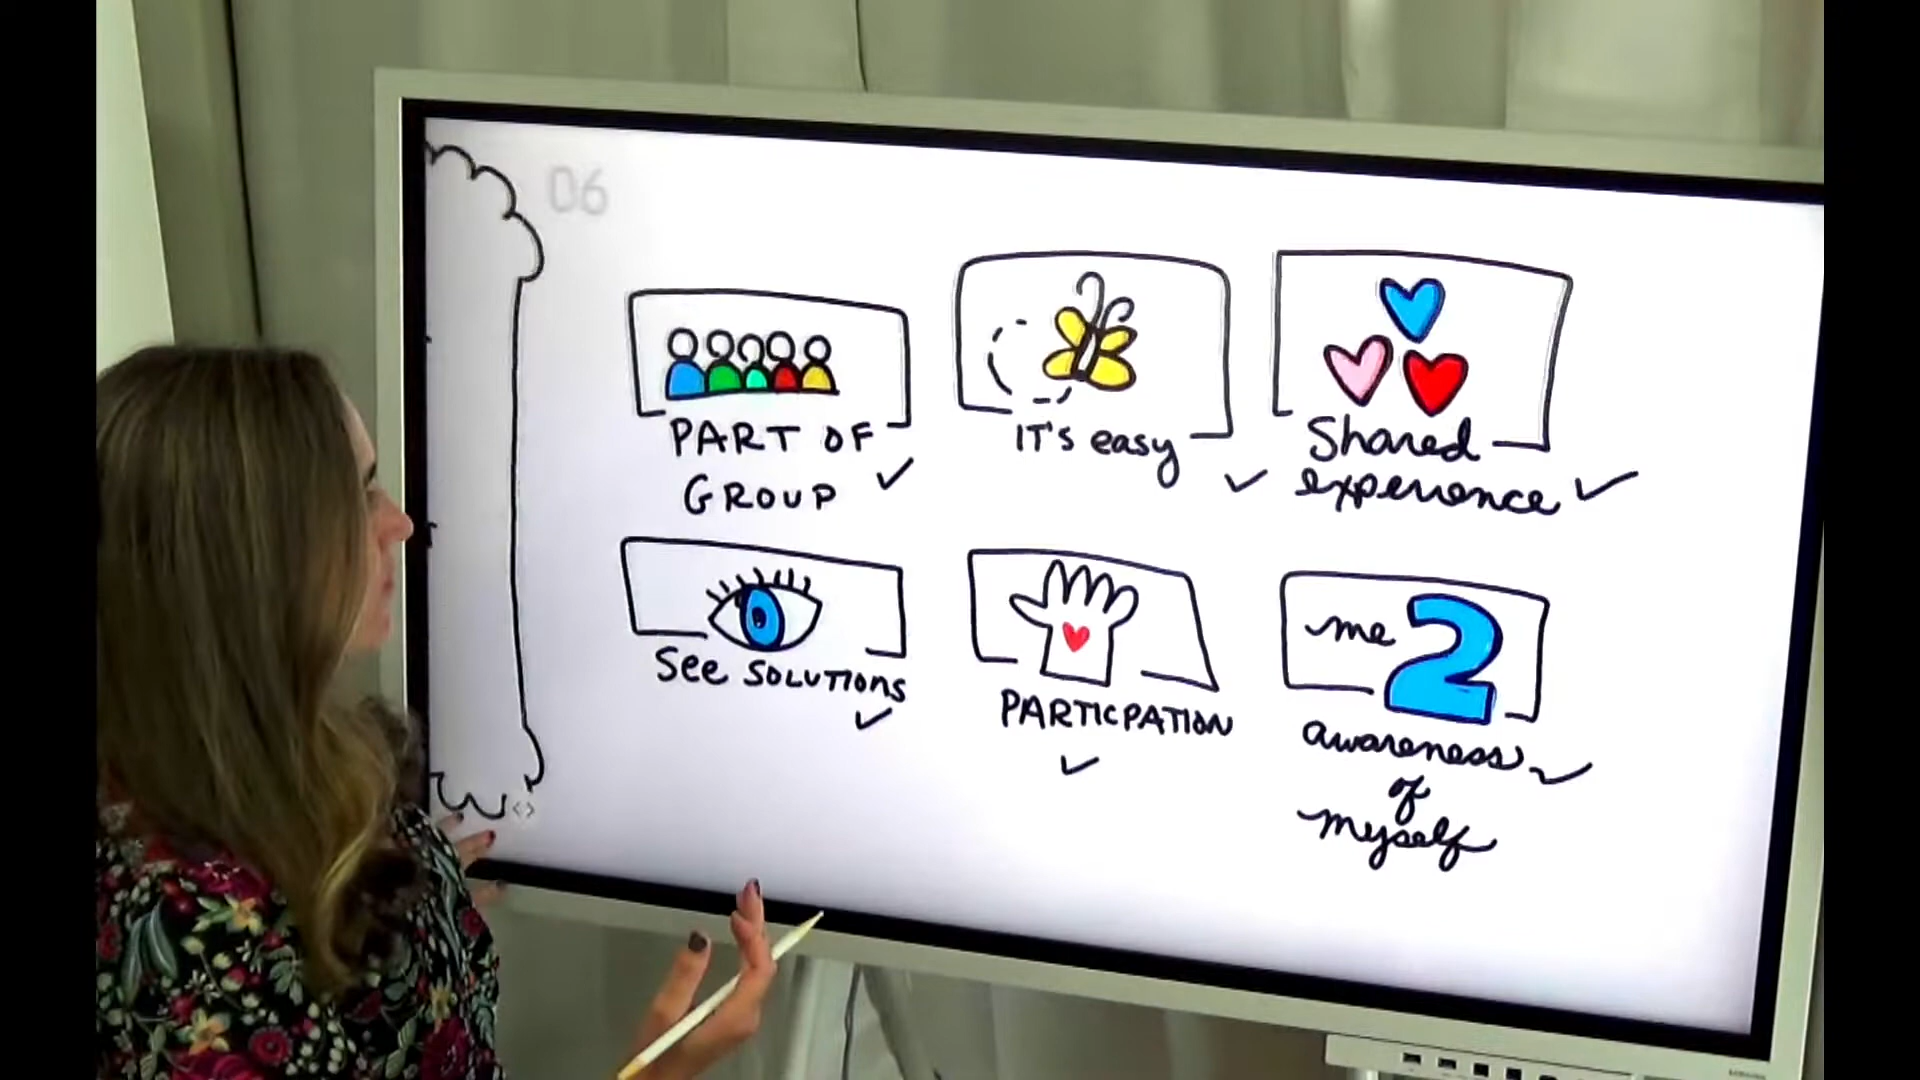 06
PART OF
GROUP
IT'S easy
Shared
experience
See SOLUTIONS
PARTICPATION
me 2
awareness
of
myself